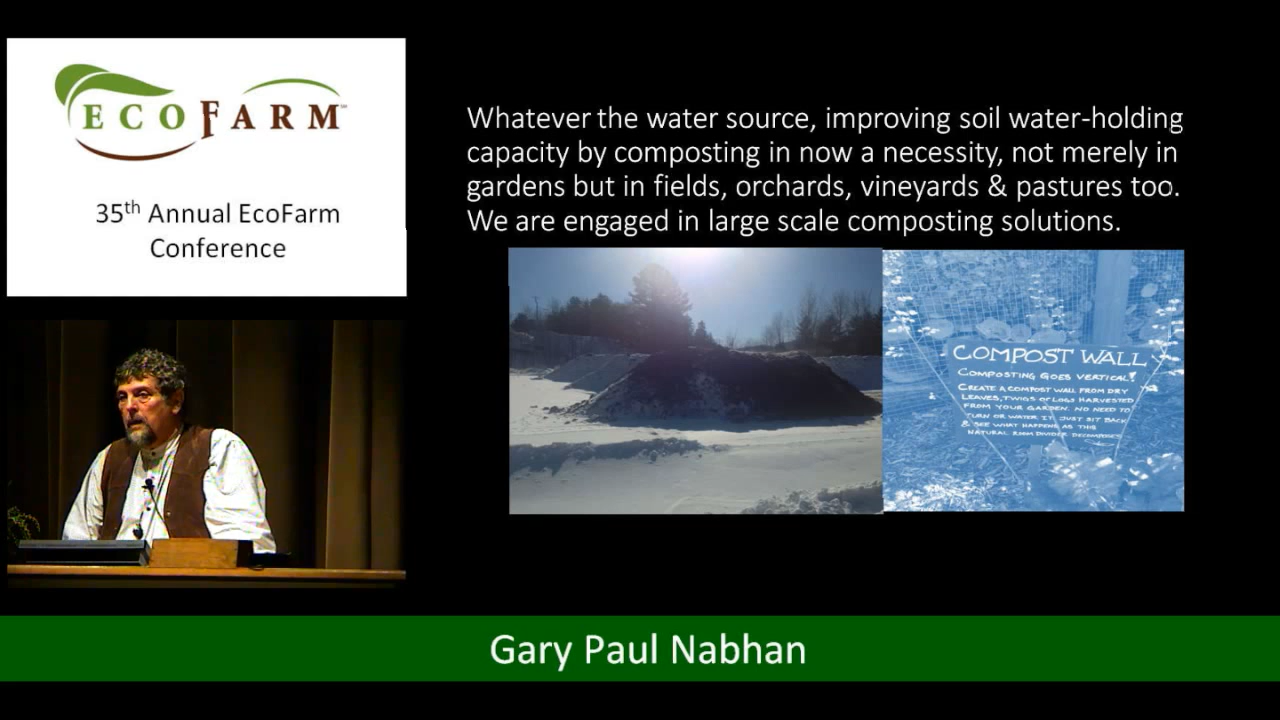 ECOFARM
35th Annual EcoFarm
Conference
Whatever the water source, improving soil water-holding
capacity by composting in now a necessity, not merely in
gardens but in fields, orchards, vineyards & pastures too.
We are engaged in large scale composting solutions.
COMPOST WALL
COMPOSTING GOES VERTICAL!
CREATE A COMPOST WALL FROM DRY
LEAVES, TWIGS OR LOGS HARVESTED
FROM YOUR GARDEN. NO NEED TO
TURN OR WATER IT, JUST SIT BACK
& SEE WHAT HAPPENS AS THIS
NATURAL ROOM DIVIDER DECOMPOSES
Gary Paul Nabhan